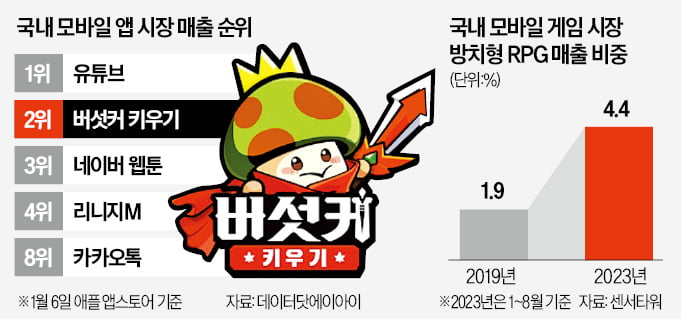 국내 모바일 앱 시장 매출 순위
1위 유튜브
2위 버섯커 키우기
3위 네이버 웹툰
4위 리니지M
8위 카카오톡
※1월 6일 애플 앱스토어 기준 자료:데이터닷에이아이
버섯커
키우기
국내 모바일 게임 시장
방치형 RPG 매출 비중
(단위:%)
1.9
4.4
2019년
2023년
※2023년은 1~8월 기준 자료:센서타워